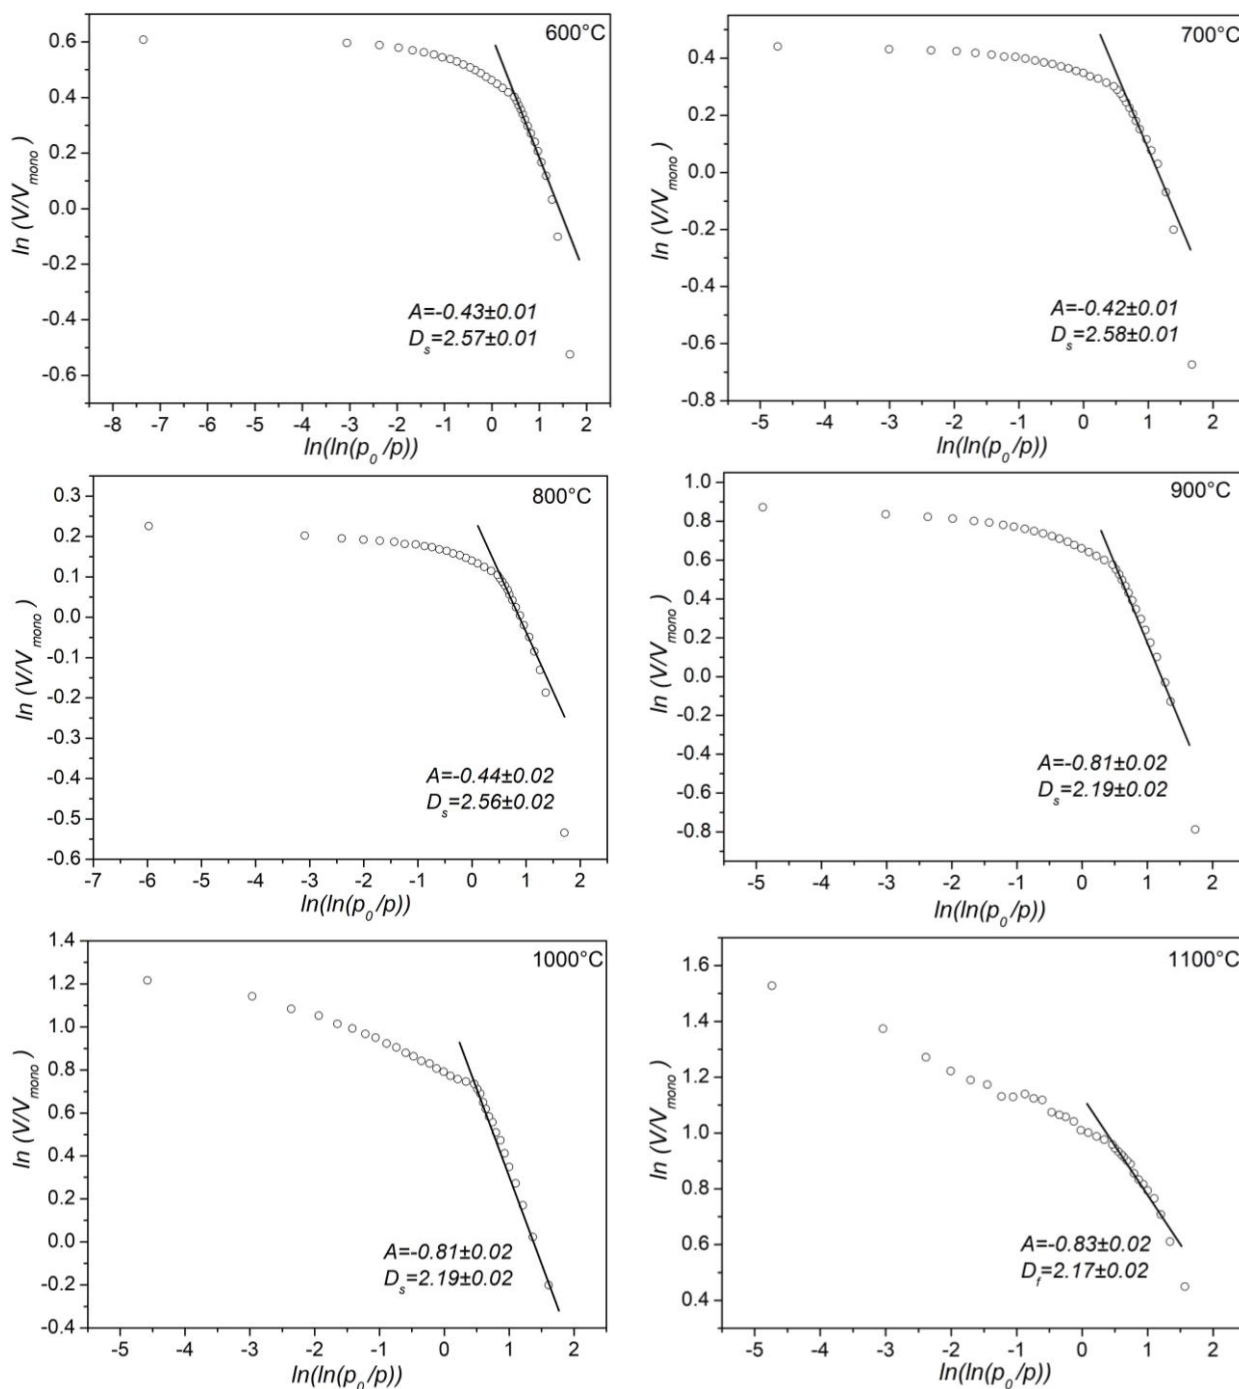 600°C
0.6
0.4
0.2
0.0
-0.2
-0.4
-0.6
ln (V/Vmono)
A=-0.43±0.01
Ds=2.57±0.01
-8 -7 -6 -5 -4 -3 -2 -1 0 1 2
ln(ln(p0/p))
700°C
0.4
0.2
0.0
-0.2
-0.4
-0.6
-0.8
ln (V/Vmono)
A=-0.42±0.01
Ds=2.58±0.01
-5 -4 -3 -2 -1 0 1 2
ln(ln(p0/p))
800°C
0.3
0.2
0.1
0.0
-0.1
-0.2
-0.3
-0.4
-0.5
-0.6
ln (V/Vmono)
A=-0.44±0.02
Ds=2.56±0.02
-7 -6 -5 -4 -3 -2 -1 0 1 2
ln(ln(p0/p))
900°C
1.0
0.8
0.6
0.4
0.2
0.0
-0.2
-0.4
-0.6
-0.8
ln (V/Vmono)
A=-0.81±0.02
Ds=2.19±0.02
-5 -4 -3 -2 -1 0 1 2
ln(ln(p0/p))
1000°C
1.4
1.2
1.0
0.8
0.6
0.4
0.2
0.0
-0.2
-0.4
ln (V/Vmono)
A=-0.81±0.02
Ds=2.19±0.02
-5 -4 -3 -2 -1 0 1 2
ln(ln(p0/p))
1100°C
1.6
1.4
1.2
1.0
0.8
0.6
0.4
ln (V/Vmono)
A=-0.83±0.02
Df=2.17±0.02
-5 -4 -3 -2 -1 0 1 2
ln(ln(p0/p))